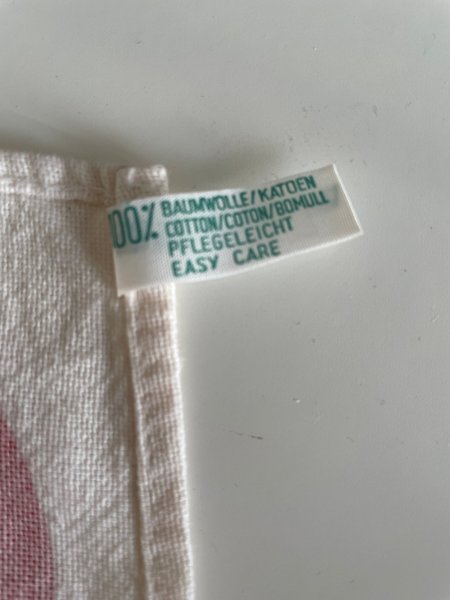 100% BAUMWOLLE/KATOEN
COTTON/COTON/BOMULL
PFLEGELEICHT
EASY CARE